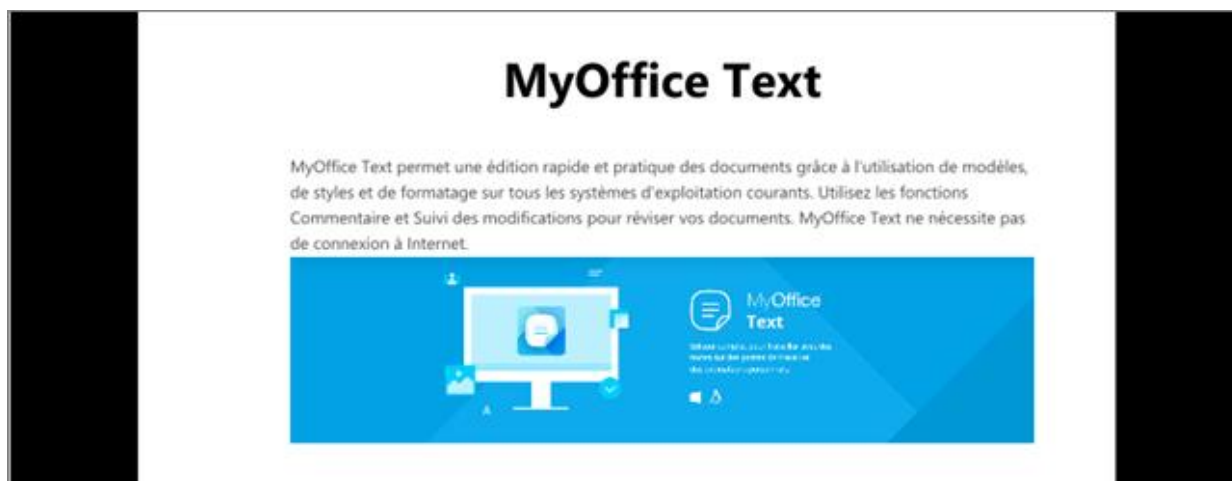 MyOffice Text
MyOffice Text permet une édition rapide et pratique des documents grâce à l'utilisation de modèles,
de styles et de formatage sur tous les systèmes d'exploitation courants. Utilisez les fonctions
Commentaire et Suivi des modifications pour réviser vos documents. MyOffice Text ne nécessite pas
de connexion à Internet.
MyOffice
Text
A